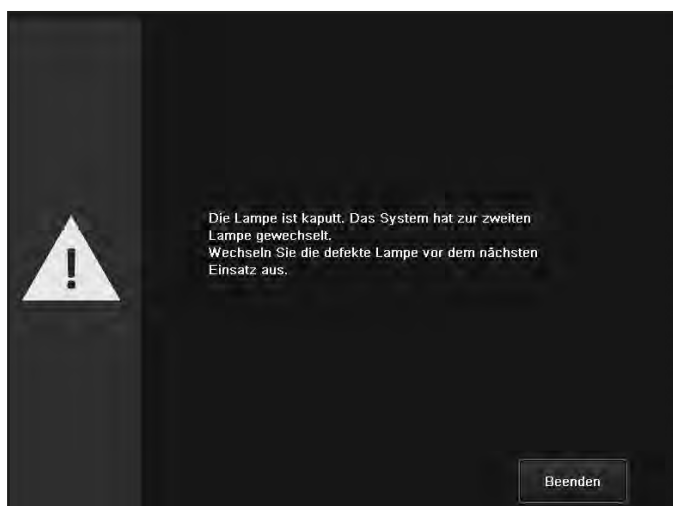 Die Lampe ist kaputt. Das System hat zur zweiten
Lampe gewechselt.
Wechseln Sie die defekte Lampe vor dem nächsten
Einsatz aus.
Beenden